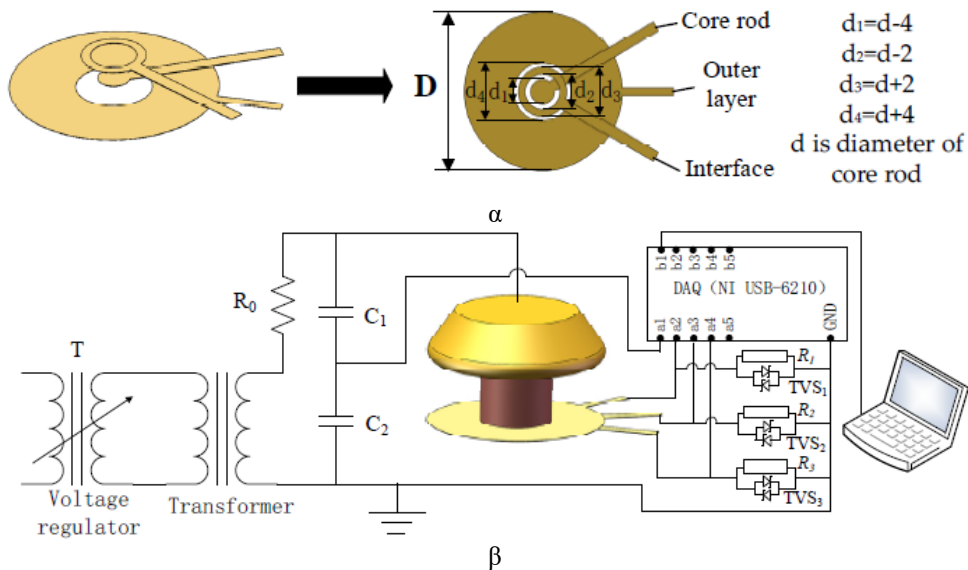 Core rod
Outer
layer
Interface
D
d₄
d₁
d₂
d₃
d₁=d-4
d₂=d-2
d₃=d+2
d₄=d+4
d is diameter of
core rod
α
b1
b2
b3
b4
b5
DAQ (NI USB-6210)
a1
a2
a3
a4
a5
GND
R₀
C₁
T
C₂
R₁
TVS₁
R₂
TVS₂
R₃
TVS₃
Voltage
regulator
Transformer
β